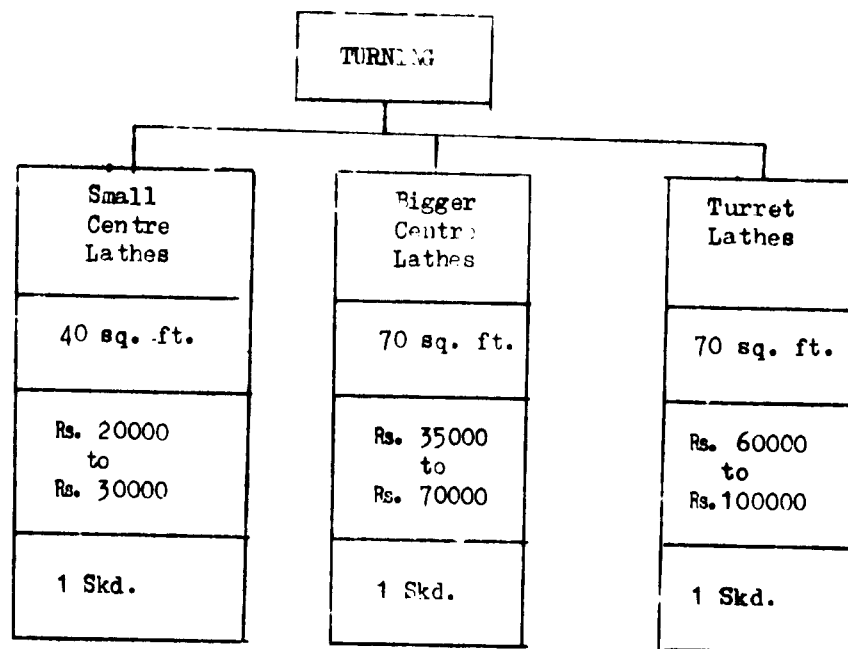 TURNING
Small
Centre
Lathes
40 sq. ft.
Rs. 20000
to
Rs. 30000
1 Skd.
Bigger
Centre
Lathes
70 sq. ft.
Rs. 35000
to
Rs. 70000
1 Skd.
Turret
Lathes
70 sq. ft.
Rs. 60000
to
Rs.100000
1 Skd.